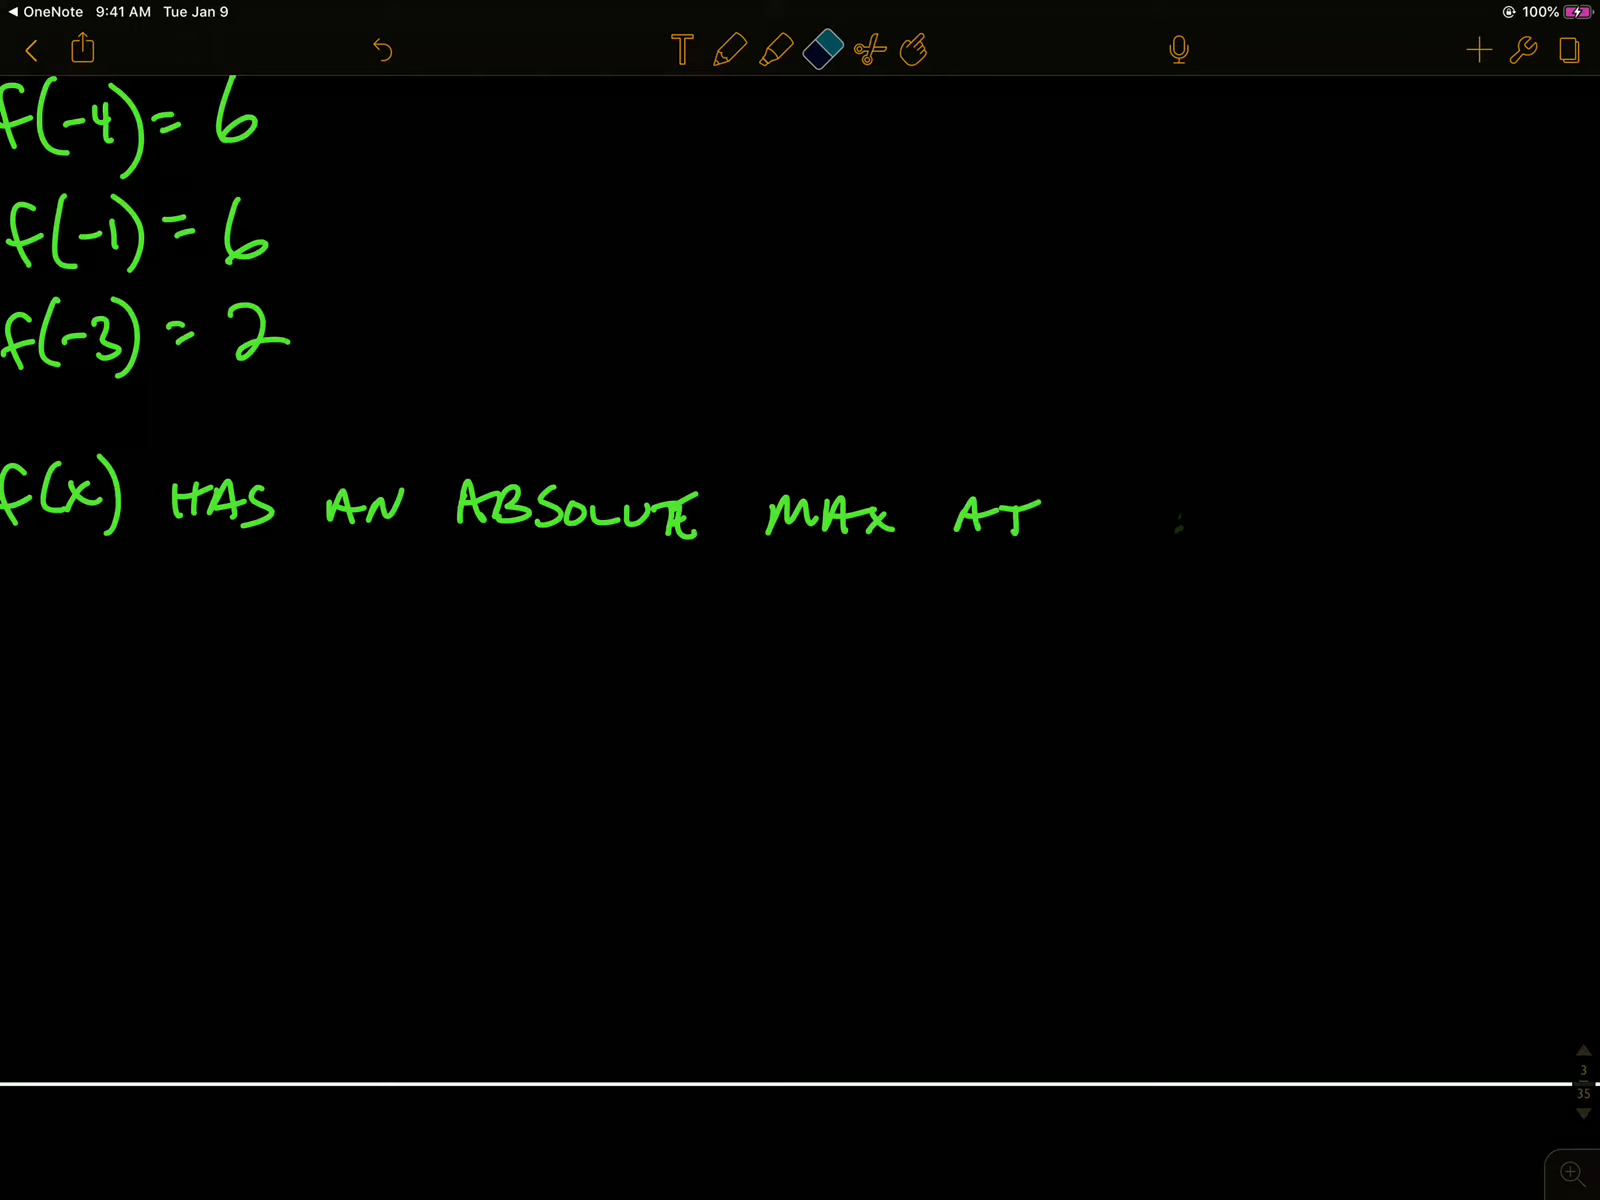 ◄ OneNote 9:41 AM Tue Jan 9 100%
f(-4) = 6
f(-1) = 6
f(-3) = 2
f(x) HAS AN ABSOLUTE MAX AT
3
35